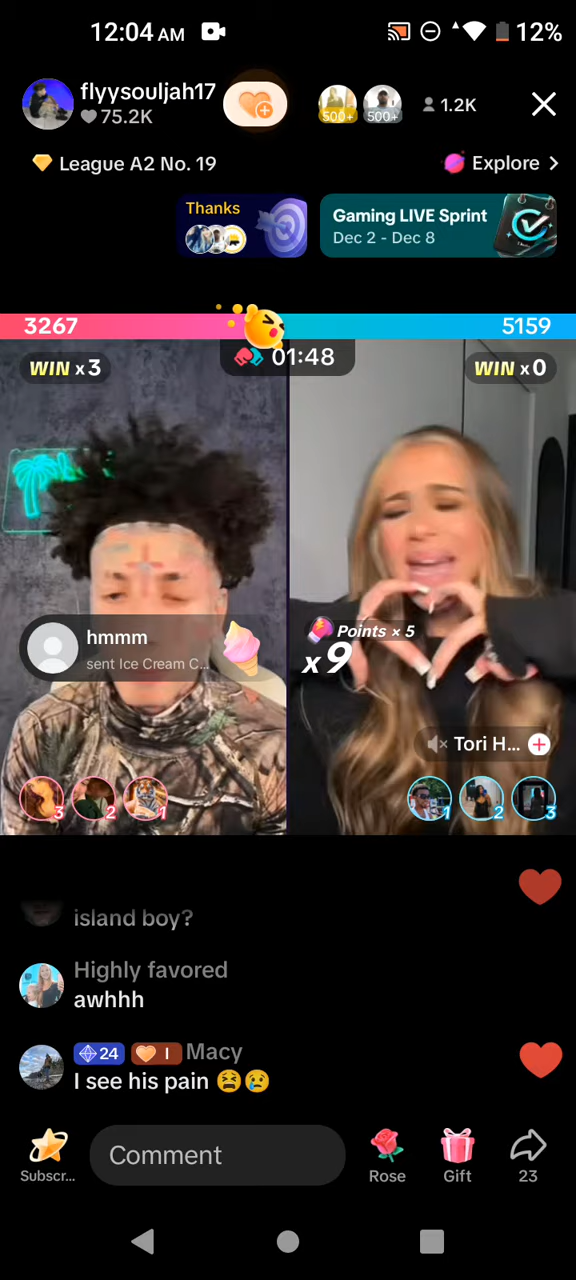 12:04 AM
12%
flyysouljah17
75.2K
500+
500+
1.2K
League A2 No. 19
Explore >
Thanks
Gaming LIVE Sprint
Dec 2 - Dec 8
3267
5159
WIN x3
01:48
WIN x0
hmmm
sent Ice Cream C...
Points × 5
x9
Tori H...
3
2
1
1
2
3
island boy?
Highly favored
awhhh
24
I
Macy
I see his pain 😫😢
Subscr...
Comment
Rose
Gift
23